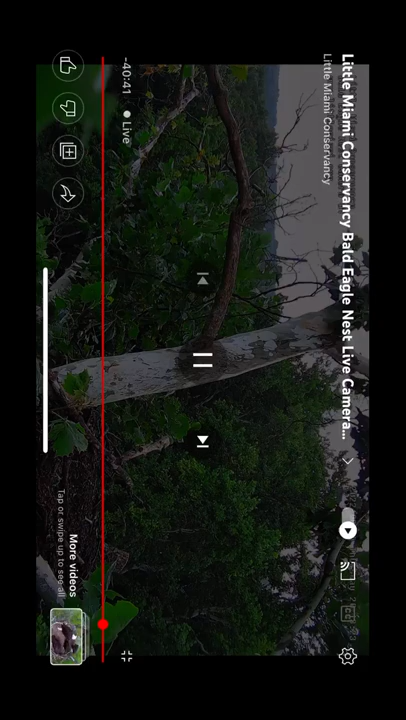 Little Miami Conservancy Bald Eagle Nest Live Camera...
Little Miami Conservancy
-40:41
Live
More videos
Tap or swipe up to see all